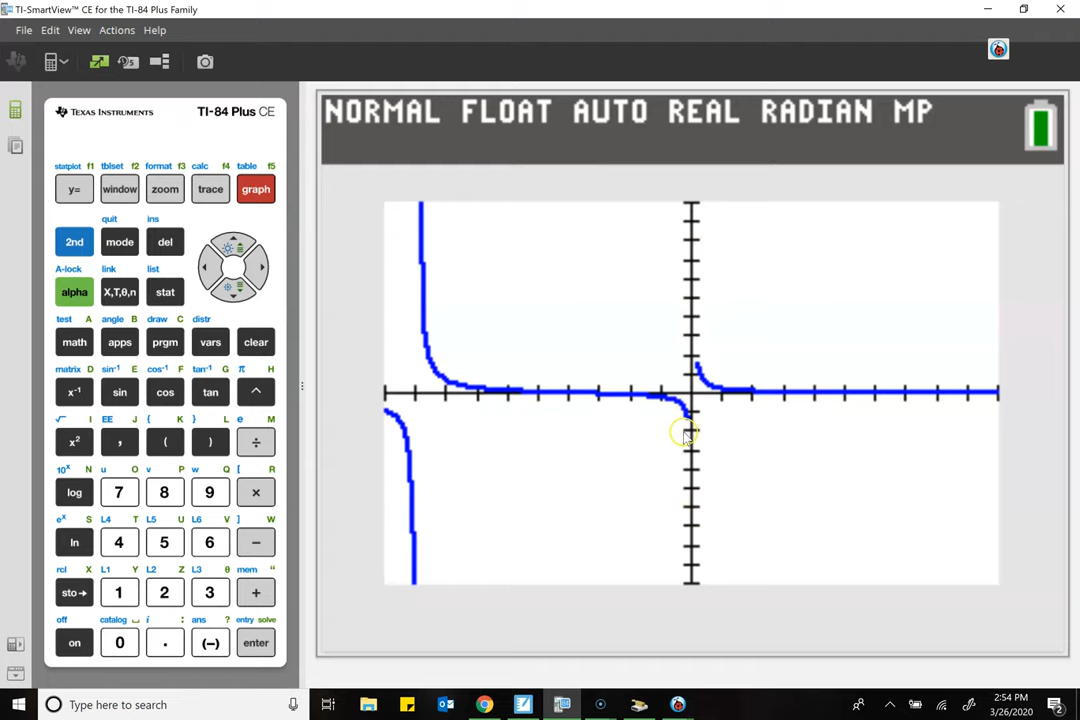 TI-SmartView™ CE for the TI-84 Plus Family
File Edit View Actions Help
TEXAS INSTRUMENTS TI-84 Plus CE
statplot f1 tblset f2 format f3 calc f4 table f5
y= window zoom trace graph
quit ins
2nd mode del
A-lock link list
alpha X,T,θ,n stat
test A angle B draw C distr
math apps prgm vars clear
matrix D sin⁻¹ E cos⁻¹ F tan⁻¹ G π H
x⁻¹ sin cos tan ^
√ I EE J { K } L e M
x² , ( ) ÷
10ˣ N u O v P w Q [ R
log 7 8 9 ×
eˣ S L4 T L5 U L6 V ] W
ln 4 5 6 −
rcl X L1 Y L2 Z L3 θ mem "
sto→ 1 2 3 +
off catalog ⎵ i : ans ? entry solve
on 0 . (−) enter
NORMAL FLOAT AUTO REAL RADIAN MP
Type here to search
2:54 PM
3/26/2020
2